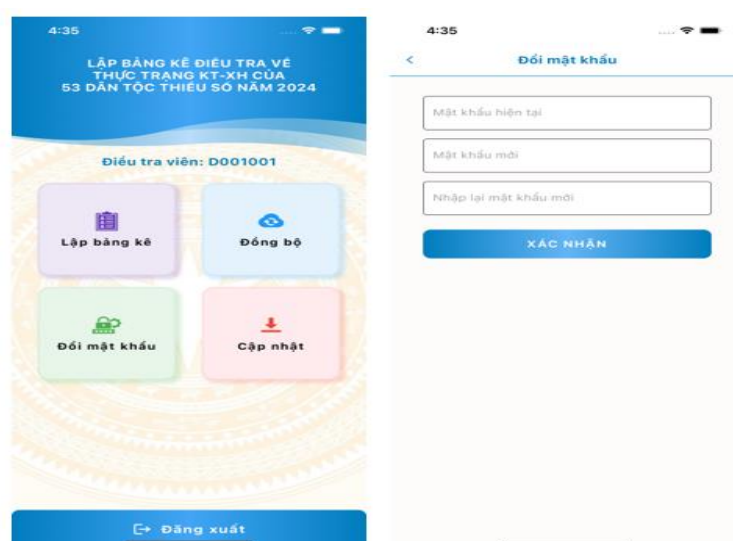 4:35
LẬP BẢNG KÊ ĐIỀU TRA VỀ
THỰC TRẠNG KT-XH CỦA
53 DÂN TỘC THIỂU SỐ NĂM 2024
Điều tra viên: D001001
Lập bảng kê
Đồng bộ
Đổi mật khẩu
Cập nhật
Đăng xuất
4:35
Đổi mật khẩu
Mật khẩu hiện tại
Mật khẩu mới
Nhập lại mật khẩu mới
XÁC NHẬN